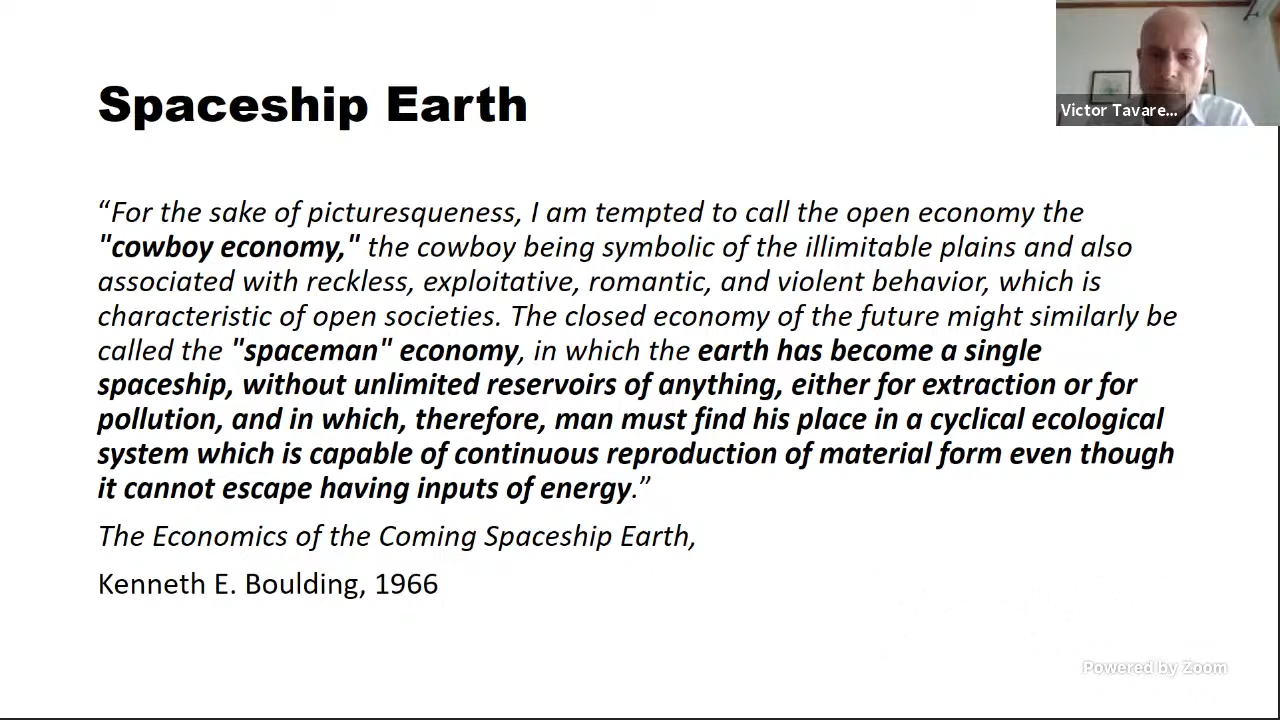 Spaceship Earth
Victor Tavare...
“For the sake of picturesqueness, I am tempted to call the open economy the
"cowboy economy," the cowboy being symbolic of the illimitable plains and also
associated with reckless, exploitative, romantic, and violent behavior, which is
characteristic of open societies. The closed economy of the future might similarly be
called the "spaceman" economy, in which the earth has become a single
spaceship, without unlimited reservoirs of anything, either for extraction or for
pollution, and in which, therefore, man must find his place in a cyclical ecological
system which is capable of continuous reproduction of material form even though
it cannot escape having inputs of energy.”
The Economics of the Coming Spaceship Earth,
Kenneth E. Boulding, 1966
Powered by Zoom